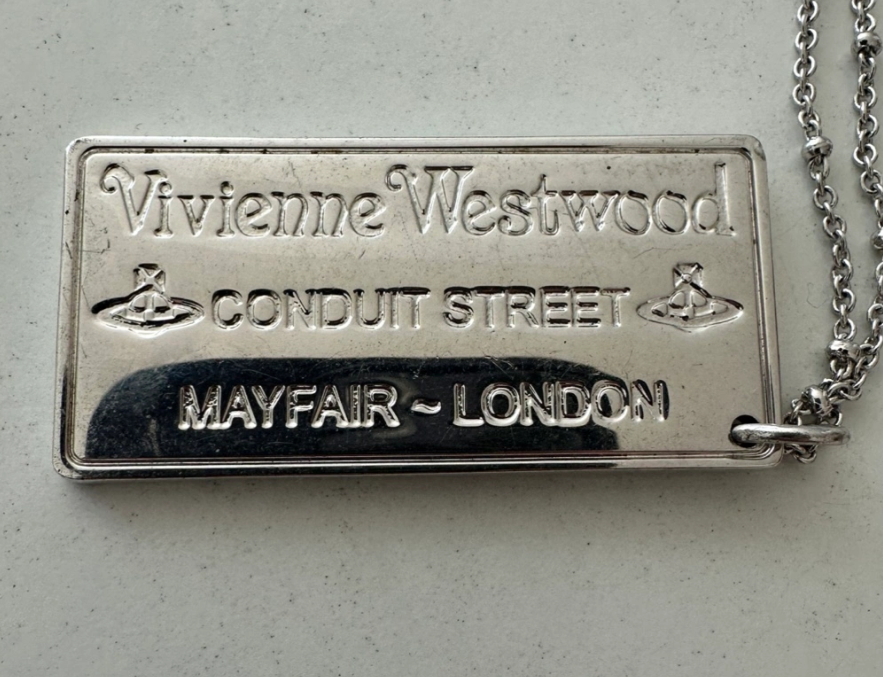 Vivienne Westwood
CONDUIT STREET
MAYFAIR ~ LONDON